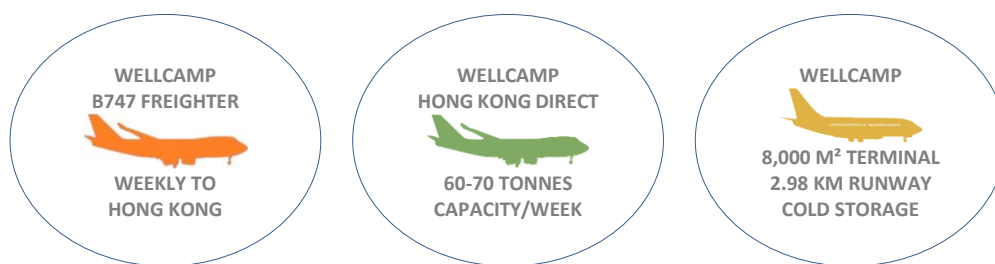 WELLCAMP
B747 FREIGHTER
WEEKLY TO
HONG KONG
WELLCAMP
HONG KONG DIRECT
60-70 TONNES
CAPACITY/WEEK
WELLCAMP
8,000 M² TERMINAL
2.98 KM RUNWAY
COLD STORAGE